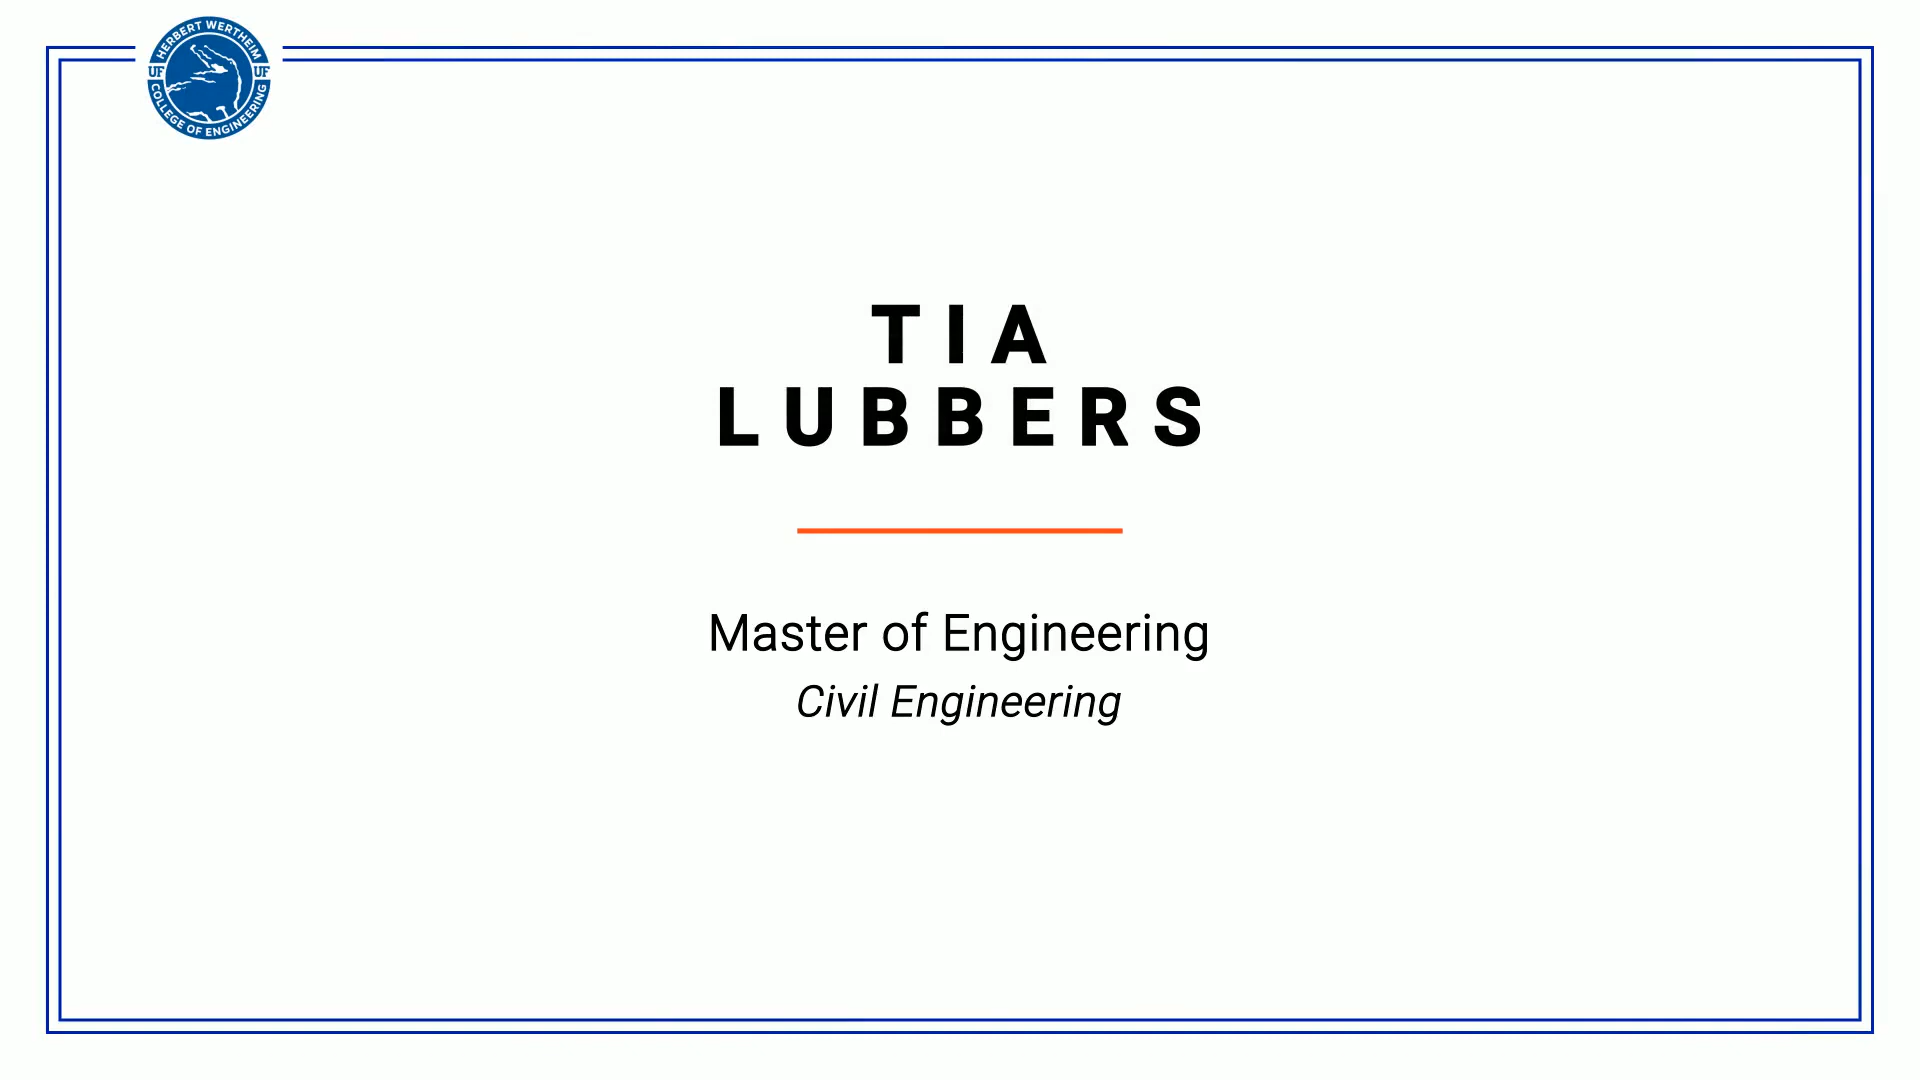 HERBERT WERTHEIM
UF UF
COLLEGE OF ENGINEERING
TIA
LUBBERS
Master of Engineering
Civil Engineering